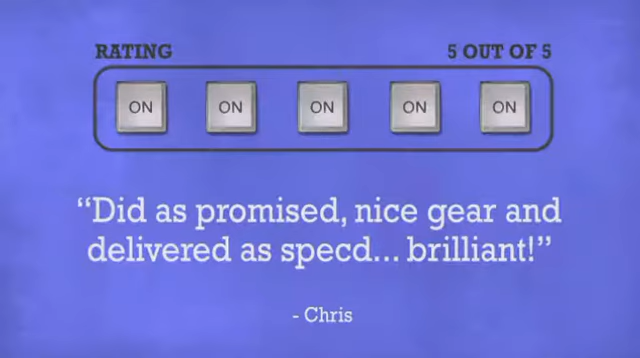 RATING 5 OUT OF 5
ON ON ON ON ON
“Did as promised, nice gear and
delivered as specd... brilliant!”
- Chris